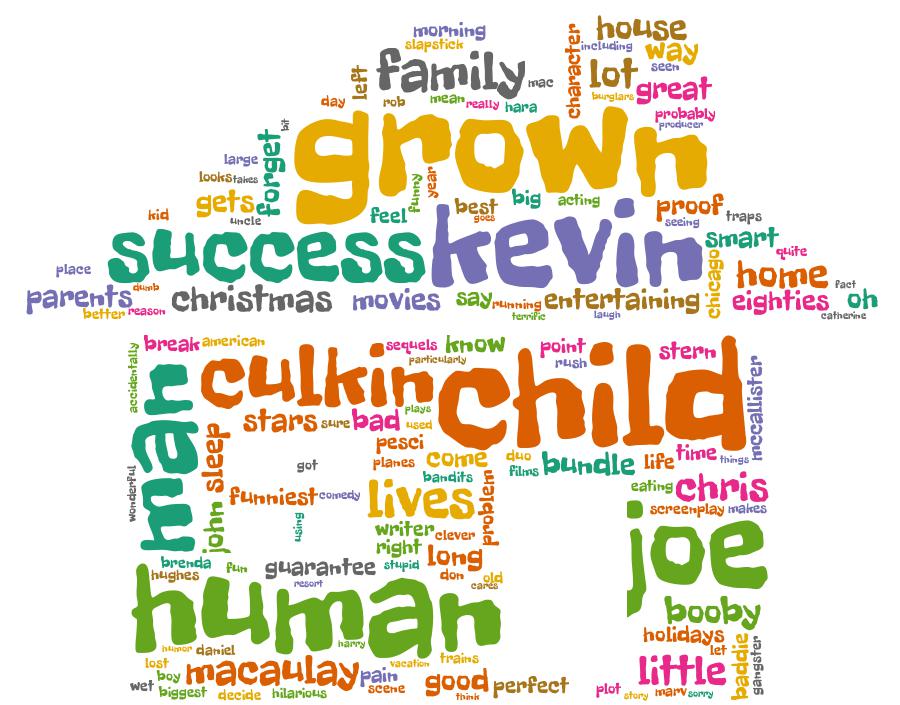 morning
slapstick
house
including
way
character
family
left
mac
lot
seen
burglars
great
day
rob
mean
really
hara
probably
producer
bit
grown
large
forget
looks
takes
funny
year
gets
uncle
kid
feel
best
goes
big
acting
proof
seeing
traps
success
kevin
smart
quite
place
chicago
home
fact
dumb
parents
better
reason
christmas
movies
say
running
terrific
entertaining
laugh
eighties
oh
catherine
accidentally
break
american
sequels
know
particularly
point
rush
stern
man
culkin
child
mccallister
stars
sure
bad
plays
used
sleep
pesci
planes
come
duo
films
bundle
life
time
things
got
bandits
wonderful
funniest
comedy
lives
problem
eating
chris
screenplay
makes
john
using
writer
clever
right
joe
brenda
hughes
fun
guarantee
resort
stupid
long
don
old
cares
human
harry
booby
humor
daniel
holidays
let
lost
vacation
trains
baddie
gangster
boy
macaulay
pain
scene
good
think
perfect
little
wet
biggest
decide
hilarious
plot
story
marv
sorry